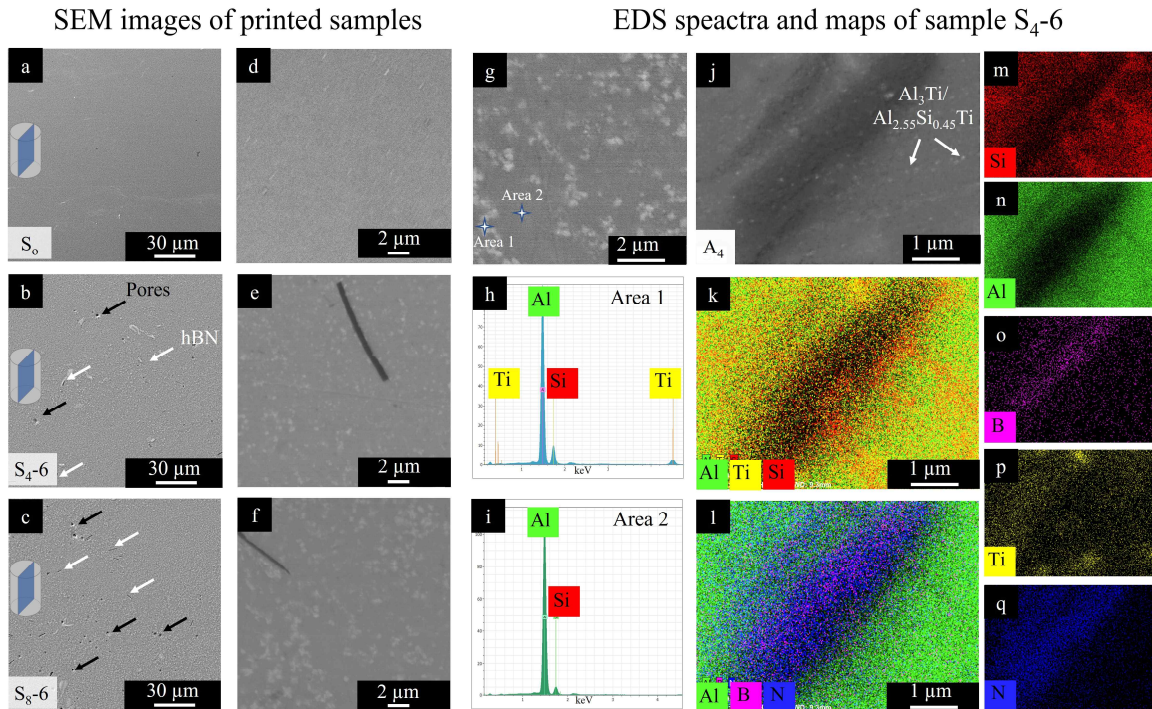 SEM images of printed samples
EDS speactra and maps of sample S₄-6
a
Sₒ
30 µm
d
2 µm
b
Pores
hBN
S₄-6
30 µm
e
2 µm
c
S₈-6
30 µm
f
2 µm
g
Area 2
Area 1
2 µm
h
Al
Area 1
Ti
Si
Ti
keV
i
Al
Area 2
Si
keV
j
Al₃Ti/
Al₂.₅₅Si₀.₄₅Ti
A₄
1 µm
k
Al Ti Si
1 µm
l
Al B N
1 µm
m
Si
n
Al
o
B
p
Ti
q
N